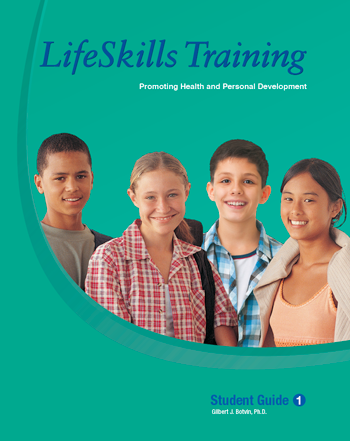 LifeSkills Training
Promoting Health and Personal Development
Student Guide 1
Gilbert J. Botvin, Ph.D.